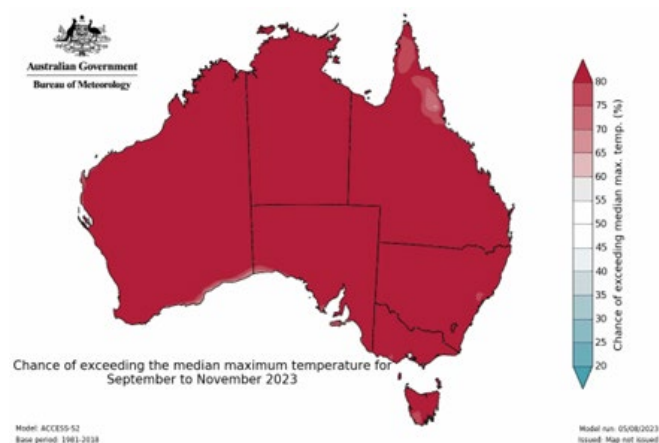 Australian Government
Bureau of Meteorology
80
75
70
65
60
55
50
45
40
35
30
25
20
Chance of exceeding median max. temp. (%)
Chance of exceeding the median maximum temperature for
September to November 2023
Model: ACCESS-S2
Base period: 1981-2018
Model run: 05/08/2023
Issued: Map not issued